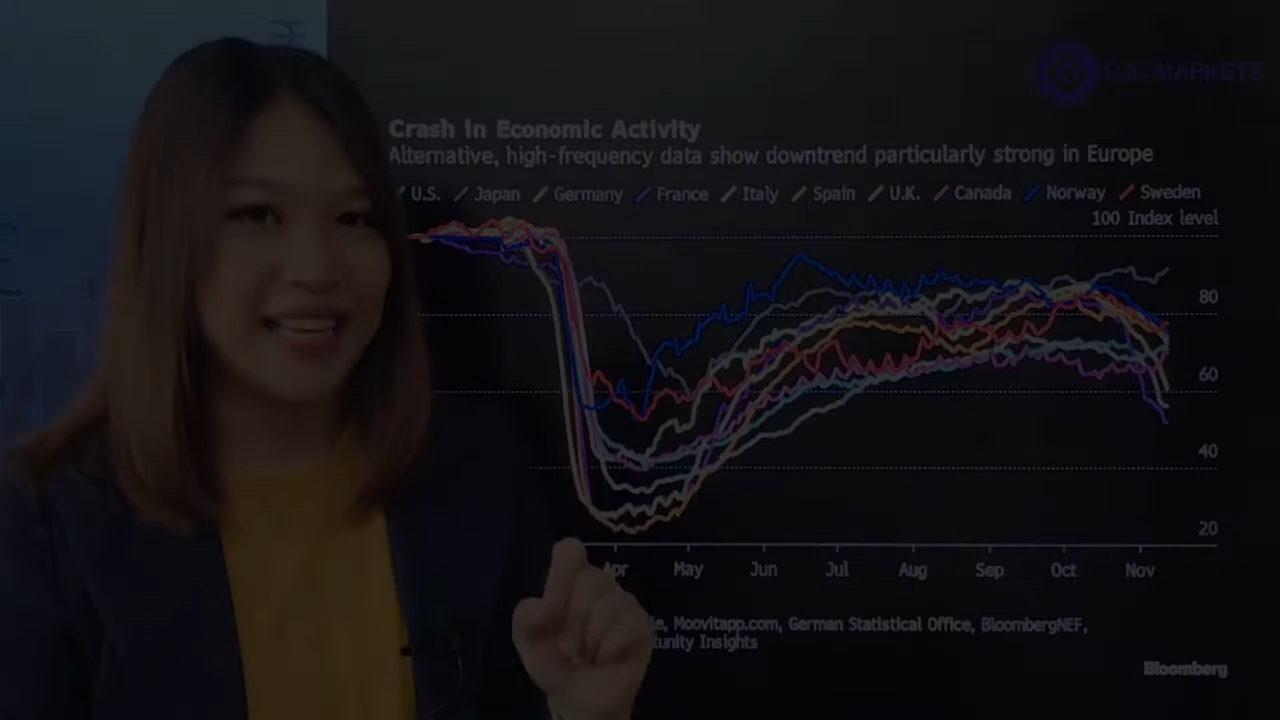 MARKETS
Crash in Economic Activity
Alternative, high-frequency data show downtrend particularly strong in Europe
U.S. Japan Germany France Italy Spain U.K. Canada Norway Sweden
100 Index level
80
60
40
20
Apr May Jun Jul Aug Sep Oct Nov
Moovitapp.com, German Statistical Office, BloombergNEF,
Insights
Bloomberg